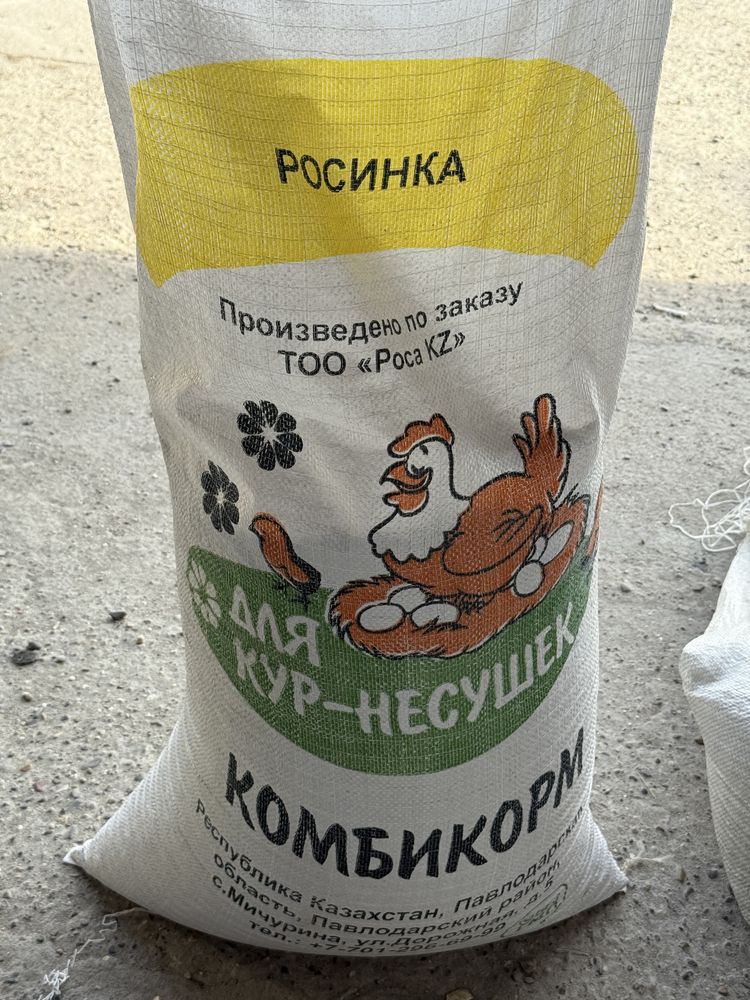 РОСИНКА
Произведено по заказу
ТОО «Роса KZ»
ДЛЯ
КУР-НЕСУШЕК
КОМБИКОРМ
Республика Казахстан, Павлодарская
область, Павлодарский район,
с.Мичурина, ул.Дорожная, д. 5
тел.: